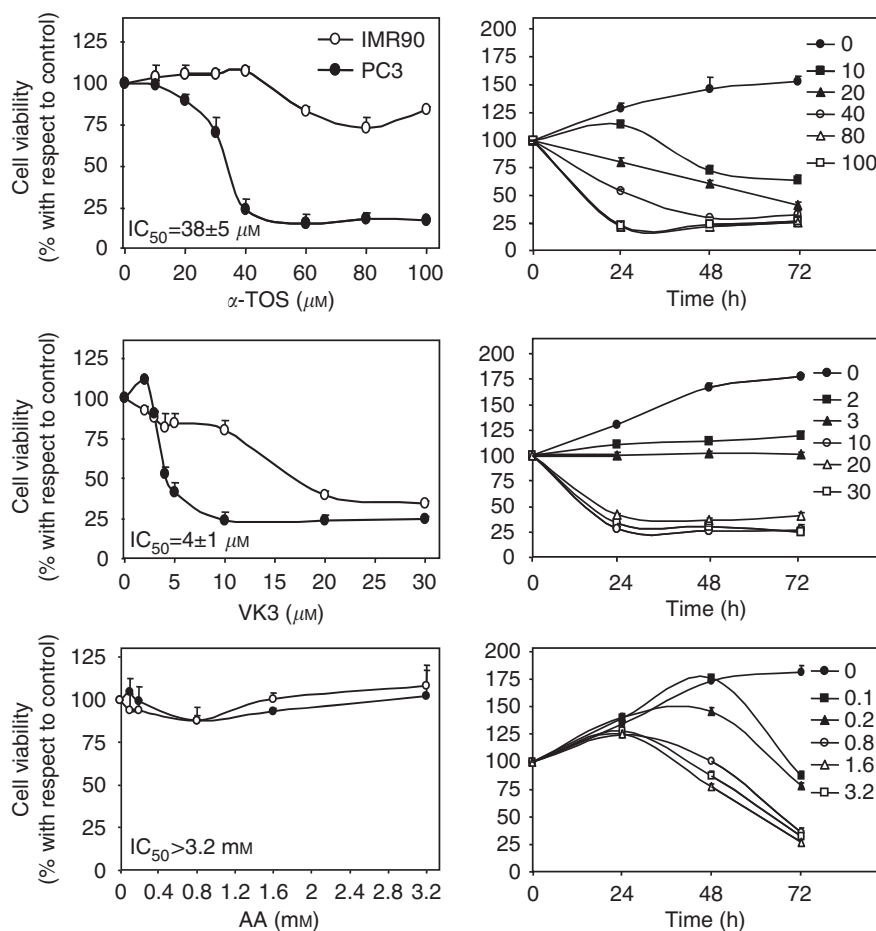 Cell viability
(% with respect to control)
125
100
75
50
25
0
IMR90
PC3
IC50=38±5 μM
0 20 40 60 80 100
α-TOS (μM)
200
175
150
125
100
75
50
25
0
0
10
20
40
80
100
0 24 48 72
Time (h)
Cell viability
(% with respect to control)
125
100
75
50
25
0
IC50=4±1 μM
0 5 10 15 20 25 30
VK3 (μM)
200
175
150
125
100
75
50
25
0
0
2
3
10
20
30
0 24 48 72
Time (h)
Cell viability
(% with respect to control)
125
100
75
50
25
0
IC50>3.2 mM
0 0.4 0.8 1.2 1.6 2 2.4 2.8 3.2
AA (mM)
200
175
150
125
100
75
50
25
0
0
0.1
0.2
0.8
1.6
3.2
0 24 48 72
Time (h)